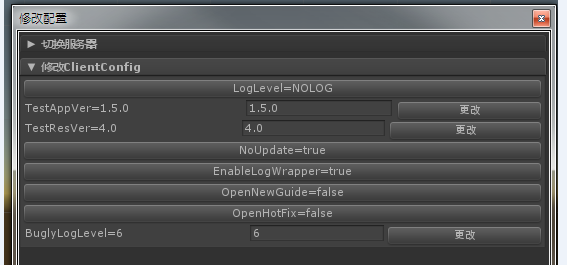 修改配置
► 切换服务器
▼ 修改ClientConfig
LogLevel=NOLOG
TestAppVer=1.5.0 1.5.0 更改
TestResVer=4.0 4.0 更改
NoUpdate=true
EnableLogWrapper=true
OpenNewGuide=false
OpenHotFix=false
BuglyLogLevel=6 6 更改